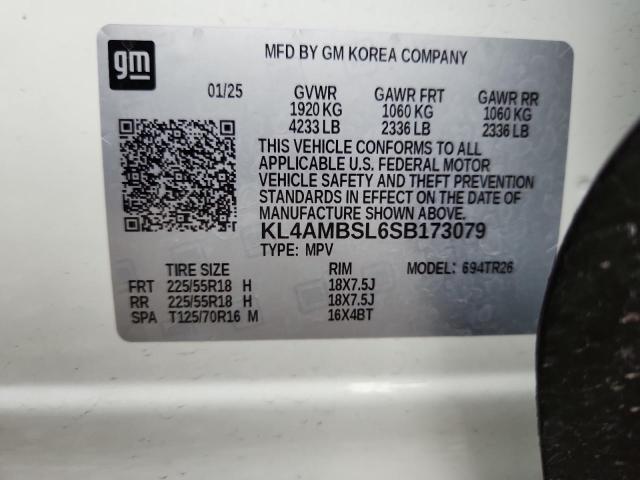 gm
MFD BY GM KOREA COMPANY
01/25 GVWR GAWR FRT GAWR RR
1920 KG 1060 KG 1060 KG
4233 LB 2336 LB 2336 LB
THIS VEHICLE CONFORMS TO ALL
APPLICABLE U.S. FEDERAL MOTOR
VEHICLE SAFETY AND THEFT PREVENTION
STANDARDS IN EFFECT ON THE DATE OF
MANUFACTURE SHOWN ABOVE.
KL4AMBSL6SB173079
TYPE: MPV
TIRE SIZE RIM MODEL: 694TR26
FRT 225/55R18 H 18X7.5J
RR 225/55R18 H 18X7.5J
SPA T125/70R16 M 16X4BT